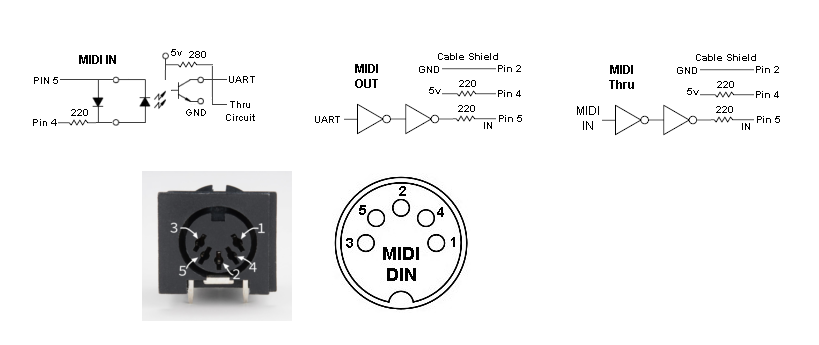 MIDI IN
5v 280
PIN 5
UART
220
Pin 4
GND
Thru
Circuit
MIDI
OUT
Cable Shield
GND
Pin 2
220
5v
Pin 4
220
UART
IN
Pin 5
MIDI
Thru
Cable Shield
GND
Pin 2
220
5v
Pin 4
MIDI
IN
220
IN
Pin 5
3
1
5
4
2
2
5
4
3
1
MIDI
DIN